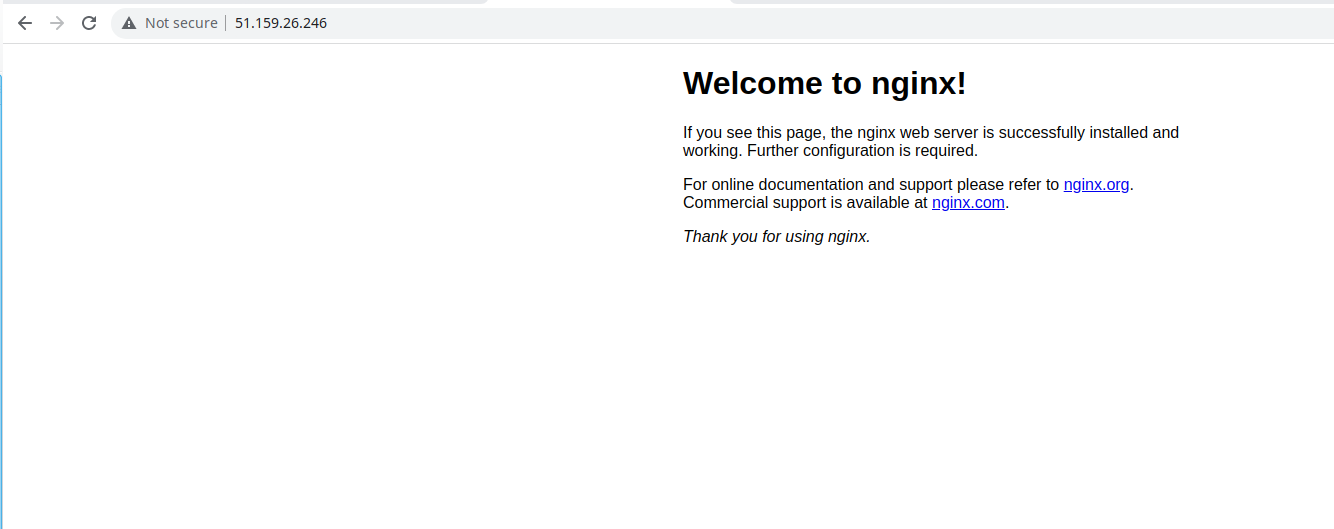 Not secure 51.159.26.246
Welcome to nginx!
If you see this page, the nginx web server is successfully installed and
working. Further configuration is required.
For online documentation and support please refer to nginx.org.
Commercial support is available at nginx.com.
Thank you for using nginx.